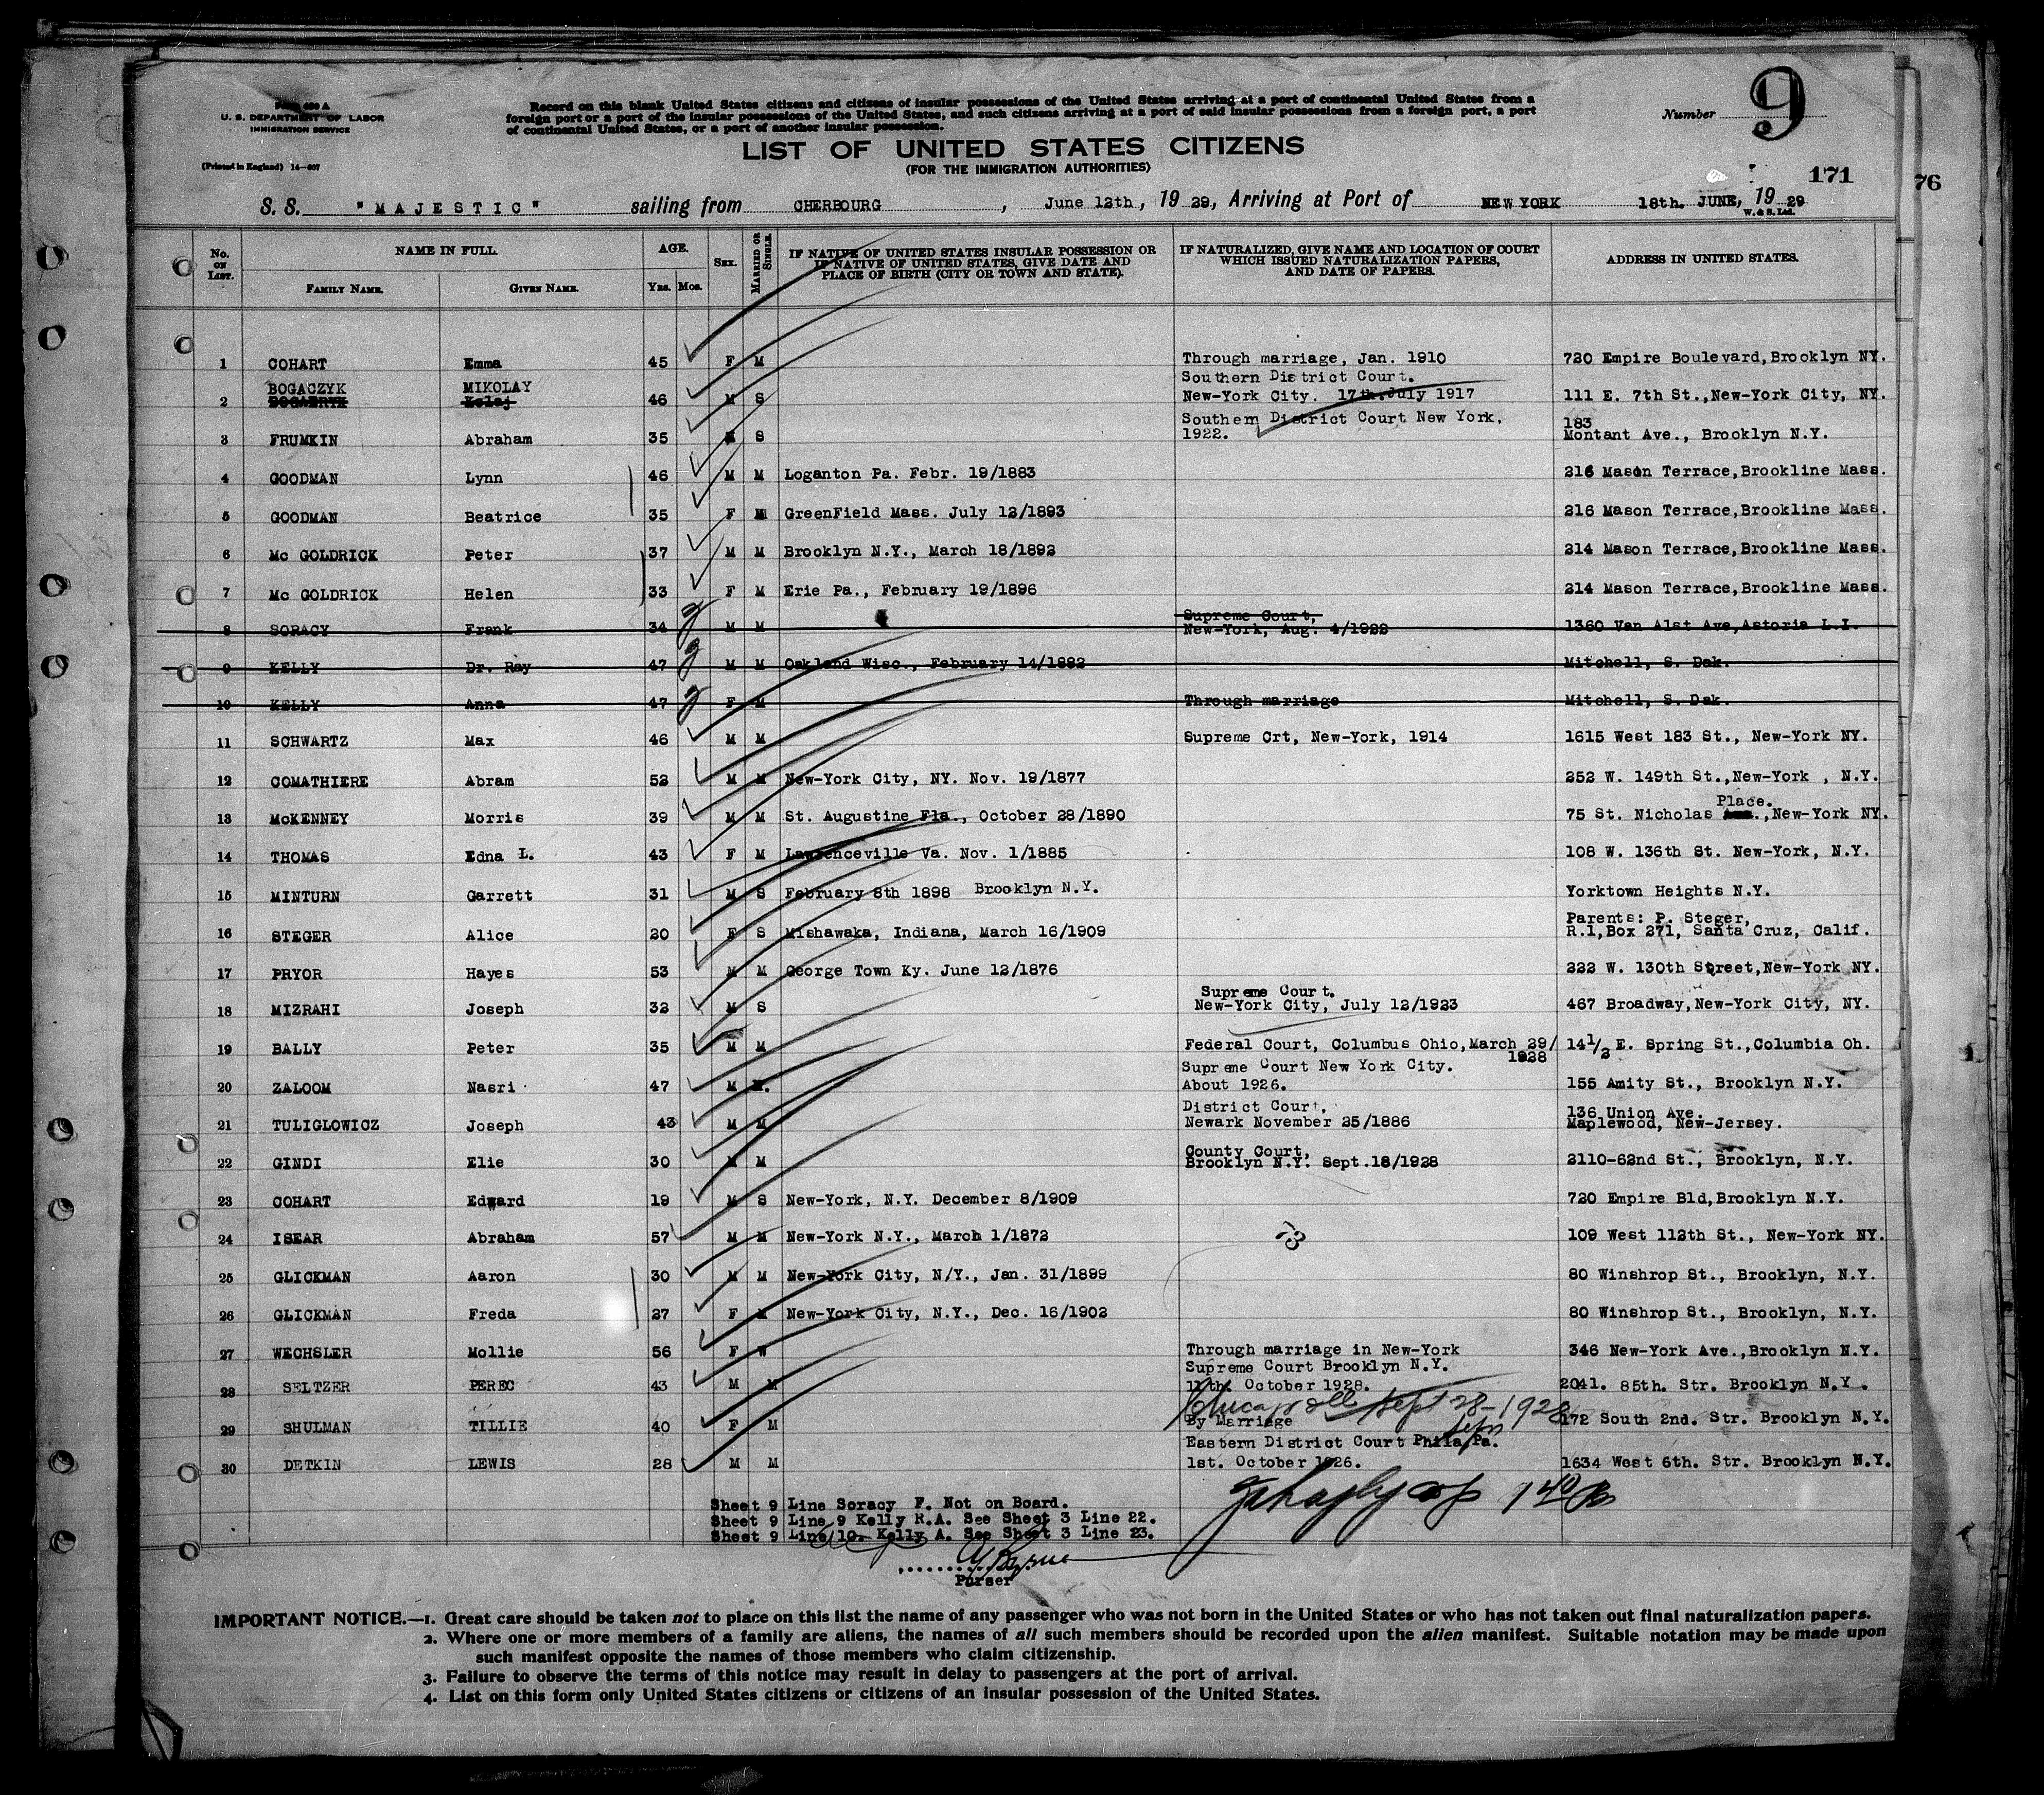 Form 630 A
U. S. DEPARTMENT OF LABOR
IMMIGRATION SERVICE
(Printed in England) 14—607
Record on this blank United States citizens and citizens of insular possessions of the United States arriving at a port of continental United States from a
foreign port or a port of the insular possessions of the United States, and such citizens arriving at a port of said insular possessions from a foreign port, a port
of continental United States, or a port of another insular possession.
Number 9
LIST OF UNITED STATES CITIZENS
(FOR THE IMMIGRATION AUTHORITIES)
171
76
S. S. "MAJESTIC" sailing from CHERBOURG, June 12th, 1929, Arriving at Port of NEW YORK 18th. JUNE, 1929
W. & S. Ltd.
No. on List. NAME IN FULL. AGE. Sex. Married or Single. IF NATIVE OF UNITED STATES INSULAR POSSESSION OR IF NATIVE OF UNITED STATES, GIVE DATE AND PLACE OF BIRTH (CITY OR TOWN AND STATE). IF NATURALIZED, GIVE NAME AND LOCATION OF COURT WHICH ISSUED NATURALIZATION PAPERS, AND DATE OF PAPERS. ADDRESS IN UNITED STATES.
Family Name. Given Name. Yrs. Mos.
1 COHART Emma 45 F M Through marriage, Jan. 1910 720 Empire Boulevard, Brooklyn NY.
BOGACZYK MIKOLAY Southern District Court.
2 46 M S New-York City. 17th July 1917 111 E. 7th St., New-York City, NY.
Southern District Court New York, 183
3 FRUMKIN Abraham 35 M S 1922. Montant Ave., Brooklyn N.Y.
4 GOODMAN Lynn 46 M M Loganton Pa. Febr. 19/1883 216 Mason Terrace, Brookline Mass.
5 GOODMAN Beatrice 35 F M GreenField Mass. July 12/1893 216 Mason Terrace, Brookline Mass.
6 Mc GOLDRICK Peter 37 M M Brooklyn N.Y., March 18/1892 214 Mason Terrace, Brookline Mass.
7 Mc GOLDRICK Helen 33 F M Erie Pa., February 19/1896 214 Mason Terrace, Brookline Mass.
Supreme Court,
8 SORACY Frank 34 M M New-York, Aug. 4/1922 1360 Van Alst Ave, Astoria L.I.
9 KELLY Dr. Ray 47 M M Oakland Wisc., February 14/1882 Mitchell, S. Dak.
10 KELLY Anna 47 F M Through marriage Mitchell, S. Dak.
11 SCHWARTZ Max 46 M M Supreme Crt, New-York, 1914 1615 West 183 St., New-York NY.
12 COMATHIERE Abram 52 M M New-York City, NY. Nov. 19/1877 252 W. 149th St., New-York , N.Y.
Place.
13 McKENNEY Morris 39 M M St. Augustine Fla., October 28/1890 75 St. Nicholas , New-York NY.
14 THOMAS Edna L. 43 F M Lawrenceville Va. Nov. 1/1885 108 W. 136th St. New-York, N.Y.
15 MINTURN Garrett 31 M S February 8th 1898 Brooklyn N.Y. Yorktown Heights N.Y.
Parents: P. Steger,
16 STEGER Alice 20 F S Mishawaka, Indiana, March 16/1909 R.1, Box 271, Santa Cruz, Calif.
17 PRYOR Hayes 53 M M George Town Ky. June 12/1876 222 W. 130th Street, New-York NY.
Supreme Court.
18 MIZRAHI Joseph 32 M S New-York City, July 12/1923 467 Broadway, New-York City, NY.
19 BALLY Peter 35 M M Federal Court, Columbus Ohio, March 29/ 1928 14 1/2 E. Spring St., Columbia Oh.
Supreme Court New York City.
20 ZALOOM Nasri 47 M M. About 1926. 155 Amity St., Brooklyn N.Y.
District Court, 136 Union Ave.
21 TULIGLOWICZ Joseph 43 M M Newark November 25/1886 Maplewood, New-Jersey.
County Court,
22 GINDI Elie 30 M M Brooklyn N.Y. Sept. 18/1928 2110-62nd St., Brooklyn, N.Y.
23 COHART Edward 19 M S New-York, N.Y. December 8/1909 720 Empire Bld, Brooklyn N.Y.
24 ISEAR Abraham 57 M M New-York N.Y., March 1/1872 109 West 112th St., New-York NY.
25 GLICKMAN Aaron 30 M M New-York City, N/Y., Jan. 31/1899 80 Winshrop St., Brooklyn, N.Y.
26 GLICKMAN Freda 27 F M New-York City, N.Y., Dec. 16/1902 80 Winshrop St., Brooklyn, N.Y.
27 WECHSLER Mollie 56 F W Through marriage in New-York 346 New-York Ave., Brooklyn N.Y.
Supreme Court Brooklyn N.Y.
28 SELTZER PEREC 43 M M 11th. October 1928. 2041. 85th. Str. Brooklyn N.Y.
Chicago Ill Sept 28-1928
29 SHULMAN TILLIE 40 F M By Marriage 172 South 2nd. Str. Brooklyn N.Y.
Eastern District Court Phila, Pa.
30 DETKIN LEWIS 28 M M 1st. October 1926. 1634 West 6th. Str. Brooklyn N.Y.
Sheet 9 Line Soracy F. Not on Board.
Sheet 9 Line 9 Kelly R.A. See Sheet 3 Line 22.
Sheet 9 Line 10. Kelly A. See Sheet 3 Line 23.
Purser
IMPORTANT NOTICE.—1. Great care should be taken not to place on this list the name of any passenger who was not born in the United States or who has not taken out final naturalization papers.
2. Where one or more members of a family are aliens, the names of all such members should be recorded upon the alien manifest. Suitable notation may be made upon
such manifest opposite the names of those members who claim citizenship.
3. Failure to observe the terms of this notice may result in delay to passengers at the port of arrival.
4. List on this form only United States citizens or citizens of an insular possession of the United States.